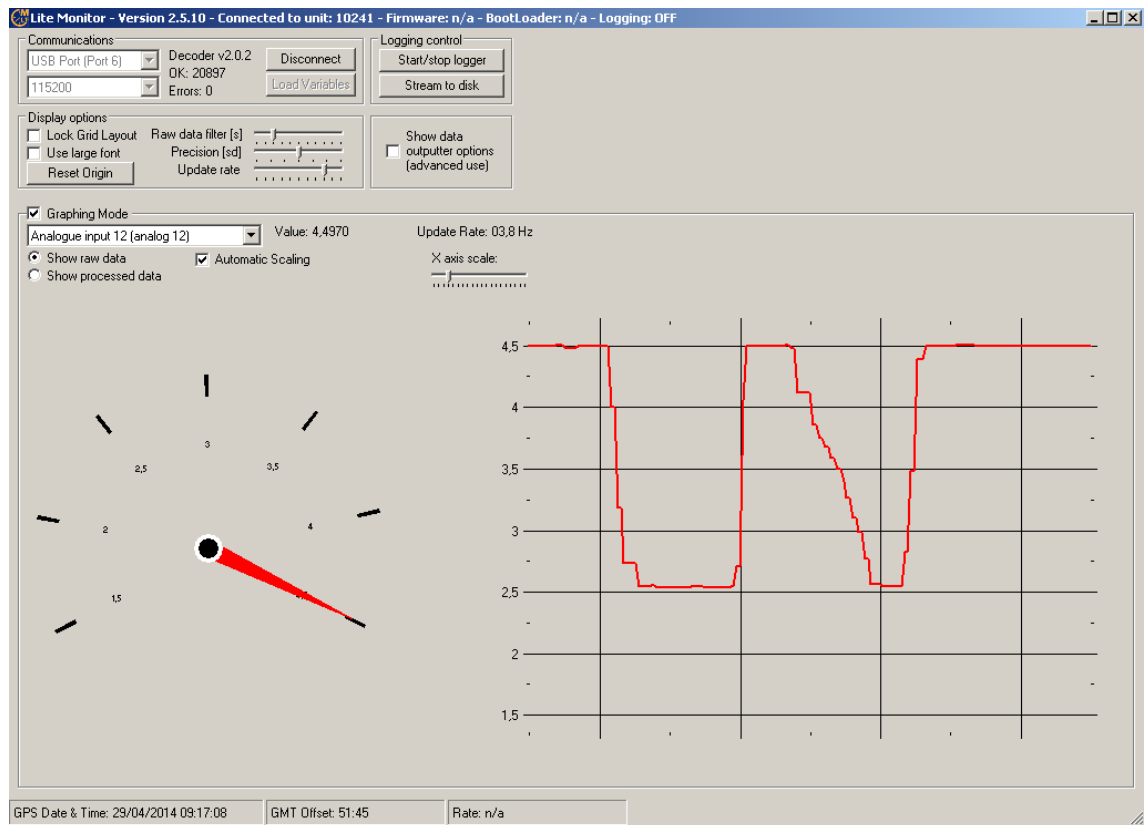 Lite Monitor - Version 2.5.10 - Connected to unit: 10241 - Firmware: n/a - BootLoader: n/a - Logging: OFF
Communications
USB Port (Port 6)
Decoder v2.0.2
Disconnect
OK: 20897
115200
Errors: 0
Load Variables
Logging control
Start/stop logger
Stream to disk
Display options
Lock Grid Layout
Raw data filter [s]
Use large font
Precision [sd]
Reset Origin
Update rate
Show data
outputter options
(advanced use)
Graphing Mode
Analogue input 12 (analog 12)
Value: 4,4970
Update Rate: 03,8 Hz
Show raw data
Automatic Scaling
X axis scale:
Show processed data
3
2,5
3,5
2
4
1,5
4,5
4
3,5
3
2,5
2
1,5
GPS Date & Time: 29/04/2014 09:17:08
GMT Offset: 51:45
Rate: n/a